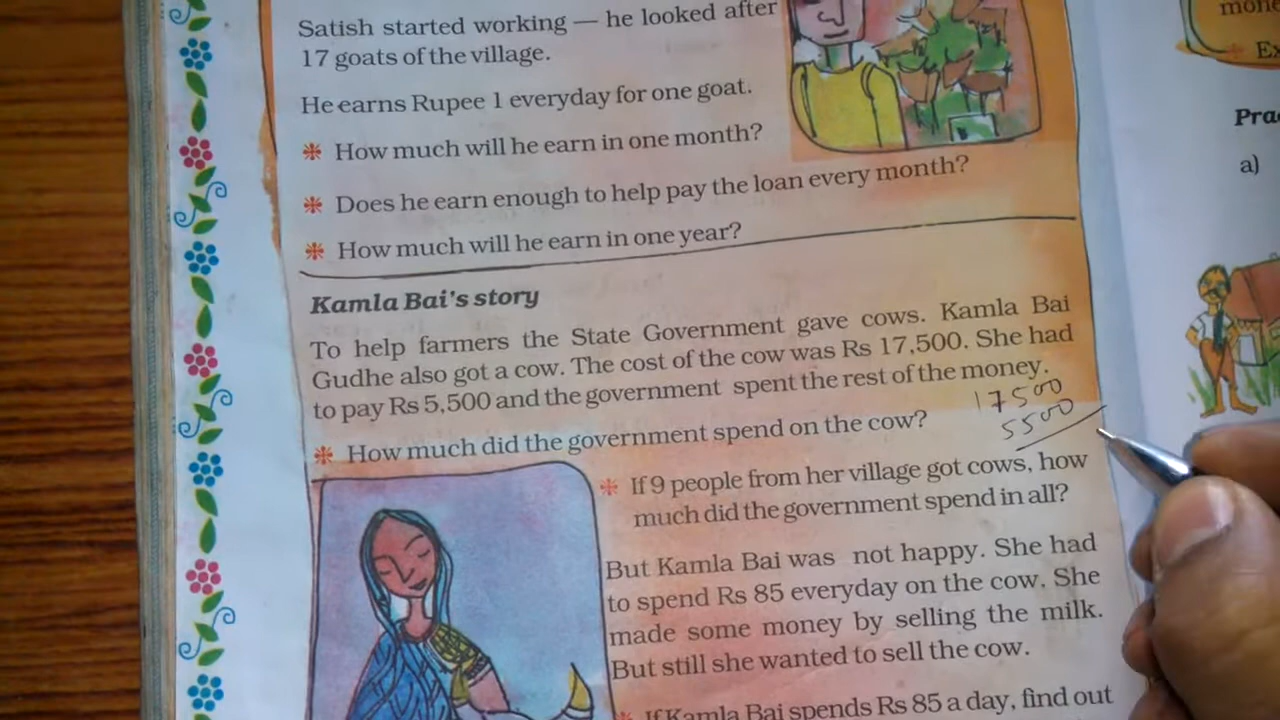 Satish started working — he looked after
17 goats of the village.
He earns Rupee 1 everyday for one goat.
How much will he earn in one month?
Does he earn enough to help pay the loan every month?
How much will he earn in one year?
Kamla Bai's story
To help farmers the State Government gave cows. Kamla Bai
Gudhe also got a cow. The cost of the cow was Rs 17,500. She had
to pay Rs 5,500 and the government spent the rest of the money.
17500
5500
How much did the government spend on the cow?
If 9 people from her village got cows, how
much did the government spend in all?
But Kamla Bai was not happy. She had
to spend Rs 85 everyday on the cow. She
made some money by selling the milk.
But still she wanted to sell the cow.
If Kamla Bai spends Rs 85 a day, find out
a)